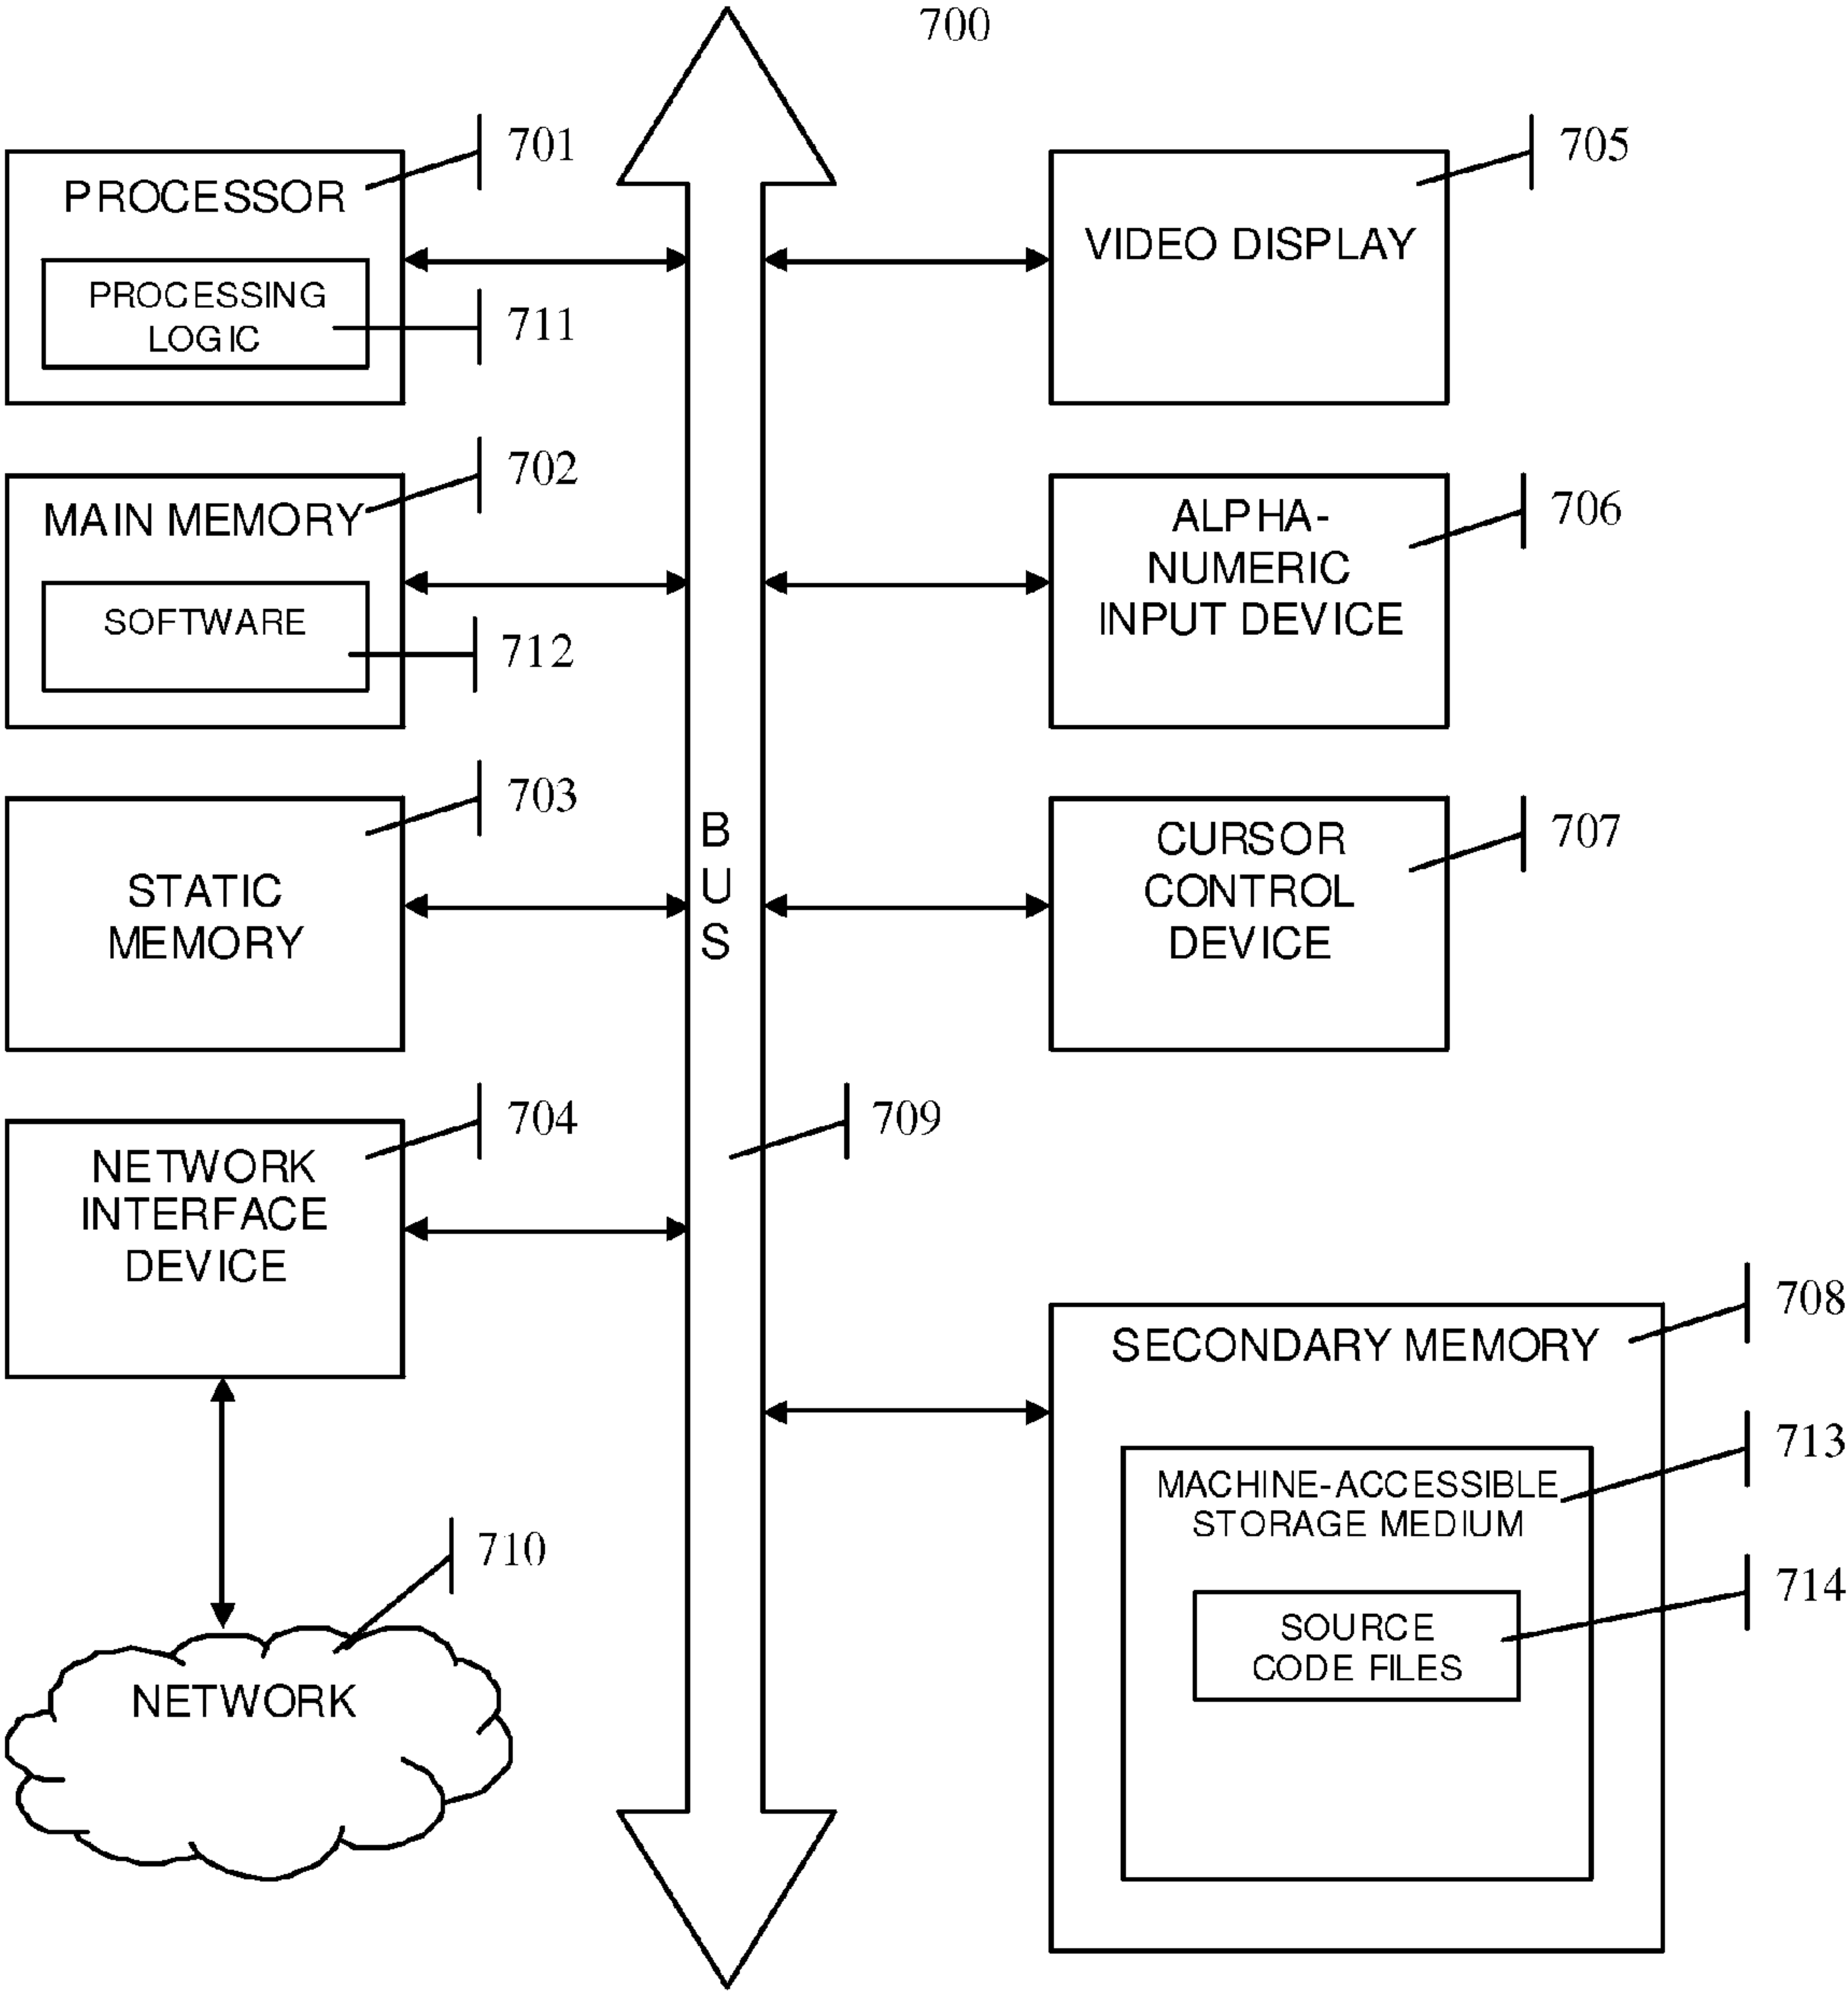 700
701
PROCESSOR
PROCESSING
LOGIC
711
702
MAIN MEMORY
SOFTWARE
712
703
STATIC
MEMORY
704
NETWORK
INTERFACE
DEVICE
710
NETWORK
B
U
S
709
705
VIDEO DISPLAY
706
ALPHA-
NUMERIC
INPUT DEVICE
707
CURSOR
CONTROL
DEVICE
708
SECONDARY MEMORY
713
MACHINE-ACCESSIBLE
STORAGE MEDIUM
714
SOURCE
CODE FILES